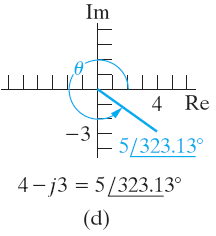 Im
θ
4 Re
−3
5/323.13°
4 − j3 = 5/323.13°
(d)